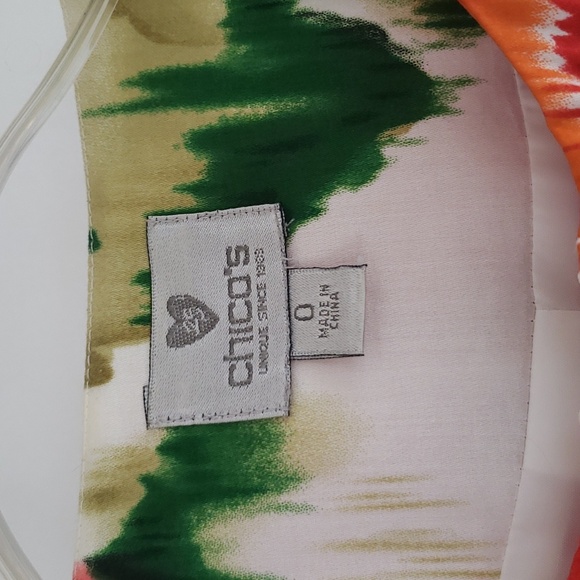 chico's
UNIQUE SINCE 1983
0
MADE IN
CHINA